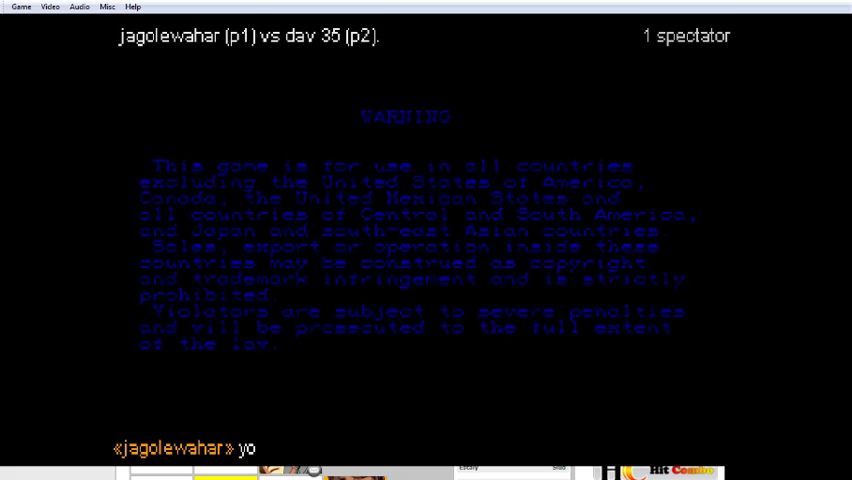 Game Video Audio Misc Help
jagolewahar (p1) vs dav 35 (p2). 1 spectator
WARNING
This game is for use in all countries
excluding the United States of America,
Canada, the United Mexican States and
all countries of Central and South America,
and Japan and southeast Asian countries
Sales, export or operation inside these
countries may be construed as copyright
and trademark infringement and is strictly
prohibited.
Violators are subject to severe penalties
and will be prosecuted to the full extent
of the law.
«jagolewahar» yo
Hit Combo